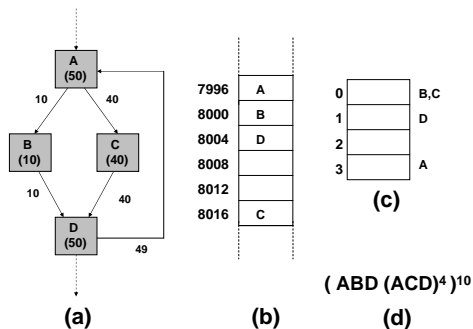 A
(50)
10
40
B
(10)
C
(40)
10
40
D
(50)
49
(a)
7996 A
8000 B
8004 D
8008
8012
8016 C
(b)
0 B,C
1 D
2
3 A
(c)
( ABD (ACD)⁴ )¹⁰
(d)